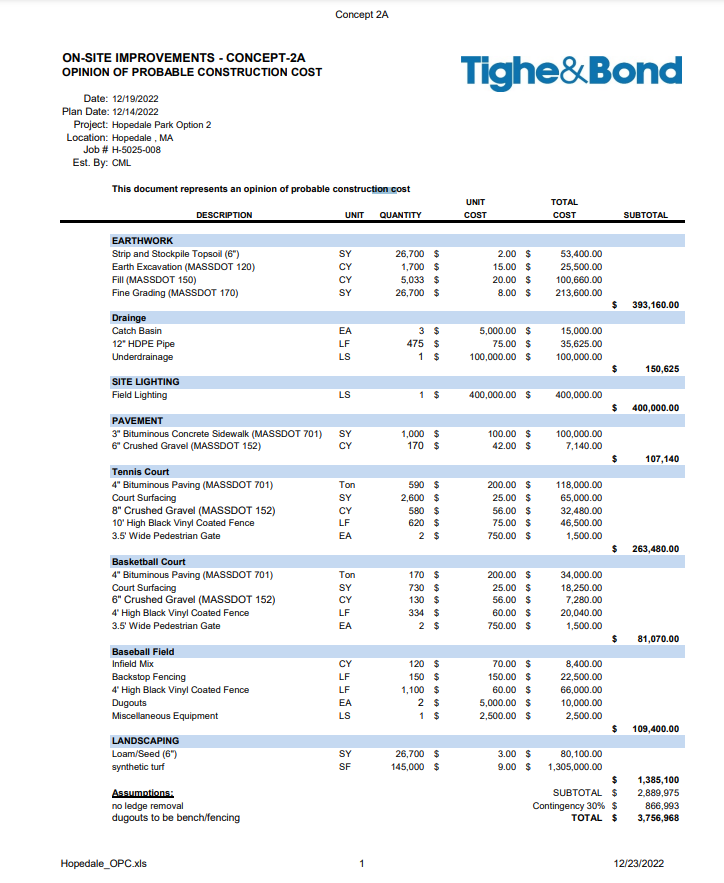 Concept 2A
ON-SITE IMPROVEMENTS - CONCEPT-2A
OPINION OF PROBABLE CONSTRUCTION COST
Tighe&Bond
Date: 12/19/2022
Plan Date: 12/14/2022
Project: Hopedale Park Option 2
Location: Hopedale , MA
Job # H-5025-008
Est. By: CML
This document represents an opinion of probable construction cost
UNIT TOTAL
DESCRIPTION UNIT QUANTITY COST COST SUBTOTAL
EARTHWORK
Strip and Stockpile Topsoil (6") SY 26,700 $ 2.00 $ 53,400.00
Earth Excavation (MASSDOT 120) CY 1,700 $ 15.00 $ 25,500.00
Fill (MASSDOT 150) CY 5,033 $ 20.00 $ 100,660.00
Fine Grading (MASSDOT 170) SY 26,700 $ 8.00 $ 213,600.00
$ 393,160.00
Drainge
Catch Basin EA 3 $ 5,000.00 $ 15,000.00
12" HDPE Pipe LF 475 $ 75.00 $ 35,625.00
Underdrainage LS 1 $ 100,000.00 $ 100,000.00
$ 150,625
SITE LIGHTING
Field Lighting LS 1 $ 400,000.00 $ 400,000.00
$ 400,000.00
PAVEMENT
3" Bituminous Concrete Sidewalk (MASSDOT 701) SY 1,000 $ 100.00 $ 100,000.00
6" Crushed Gravel (MASSDOT 152) CY 170 $ 42.00 $ 7,140.00
$ 107,140
Tennis Court
4" Bituminous Paving (MASSDOT 701) Ton 590 $ 200.00 $ 118,000.00
Court Surfacing SY 2,600 $ 25.00 $ 65,000.00
8" Crushed Gravel (MASSDOT 152) CY 580 $ 56.00 $ 32,480.00
10' High Black Vinyl Coated Fence LF 620 $ 75.00 $ 46,500.00
3.5' Wide Pedestrian Gate EA 2 $ 750.00 $ 1,500.00
$ 263,480.00
Basketball Court
4" Bituminous Paving (MASSDOT 701) Ton 170 $ 200.00 $ 34,000.00
Court Surfacing SY 730 $ 25.00 $ 18,250.00
6" Crushed Gravel (MASSDOT 152) CY 130 $ 56.00 $ 7,280.00
4' High Black Vinyl Coated Fence LF 334 $ 60.00 $ 20,040.00
3.5' Wide Pedestrian Gate EA 2 $ 750.00 $ 1,500.00
$ 81,070.00
Baseball Field
Infield Mix CY 120 $ 70.00 $ 8,400.00
Backstop Fencing LF 150 $ 150.00 $ 22,500.00
4' High Black Vinyl Coated Fence LF 1,100 $ 60.00 $ 66,000.00
Dugouts EA 2 $ 5,000.00 $ 10,000.00
Miscellaneous Equipment LS 1 $ 2,500.00 $ 2,500.00
$ 109,400.00
LANDSCAPING
Loam/Seed (6") SY 26,700 $ 3.00 $ 80,100.00
synthetic turf SF 145,000 $ 9.00 $ 1,305,000.00
$ 1,385,100
Assumptions: SUBTOTAL $ 2,889,975
no ledge removal Contingency 30% $ 866,993
dugouts to be bench/fencing TOTAL $ 3,756,968
Hopedale_OPC.xls 1 12/23/2022